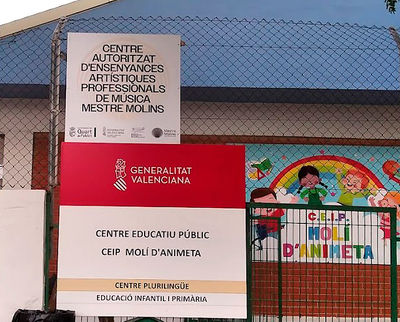 CENTRE
AUTORITZAT
D'ENSENYANCES
ARTÍSTIQUES
PROFESSIONALS
DE MÚSICA
MESTRE MOLINS
GENERALITAT
VALENCIANA
CENTRE EDUCATIU PÚBLIC
CEIP MOLÍ D'ANIMETA
CENTRE PLURILINGÜE
EDUCACIÓ INFANTIL I PRIMÀRIA
C.E.I.P.
MOLÍ
D'ANIMETA